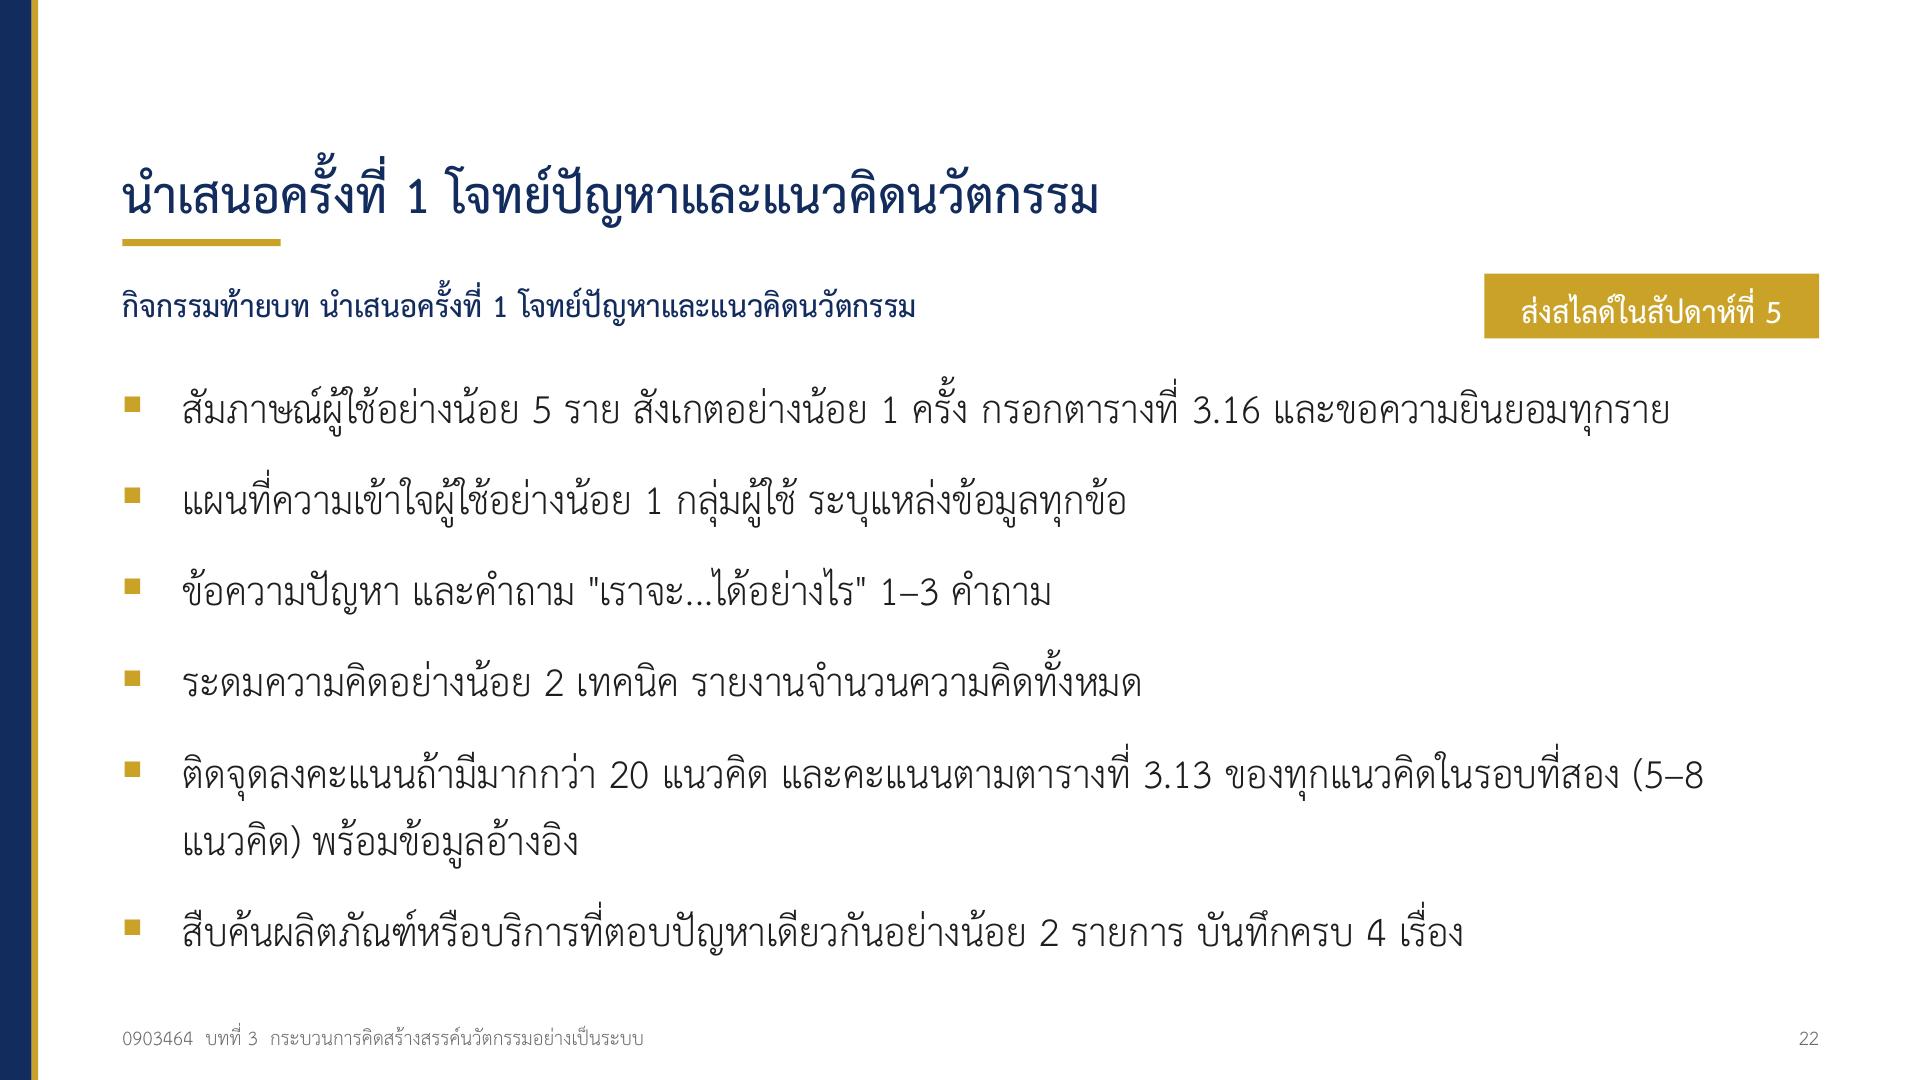 นำเสนอครั้งที่ 1 โจทย์ปัญหาและแนวคิดนวัตกรรม
กิจกรรมท้ายบท นำเสนอครั้งที่ 1 โจทย์ปัญหาและแนวคิดนวัตกรรม
ส่งสไลด์ในสัปดาห์ที่ 5
▪ สัมภาษณ์ผู้ใช้อย่างน้อย 5 ราย สังเกตอย่างน้อย 1 ครั้ง กรอกตารางที่ 3.16 และขอความยินยอมทุกราย
▪ แผนที่ความเข้าใจผู้ใช้อย่างน้อย 1 กลุ่มผู้ใช้ ระบุแหล่งข้อมูลทุกข้อ
▪ ข้อความปัญหา และคำถาม "เราจะ...ได้อย่างไร" 1–3 คำถาม
▪ ระดมความคิดอย่างน้อย 2 เทคนิค รายงานจำนวนความคิดทั้งหมด
▪ ติดจุดลงคะแนนถ้ามีมากกว่า 20 แนวคิด และคะแนนตามตารางที่ 3.13 ของทุกแนวคิดในรอบที่สอง (5–8
แนวคิด) พร้อมข้อมูลอ้างอิง
▪ สืบค้นผลิตภัณฑ์หรือบริการที่ตอบปัญหาเดียวกันอย่างน้อย 2 รายการ บันทึกครบ 4 เรื่อง
0903464 บทที่ 3 กระบวนการคิดสร้างสรรค์นวัตกรรมอย่างเป็นระบบ
22